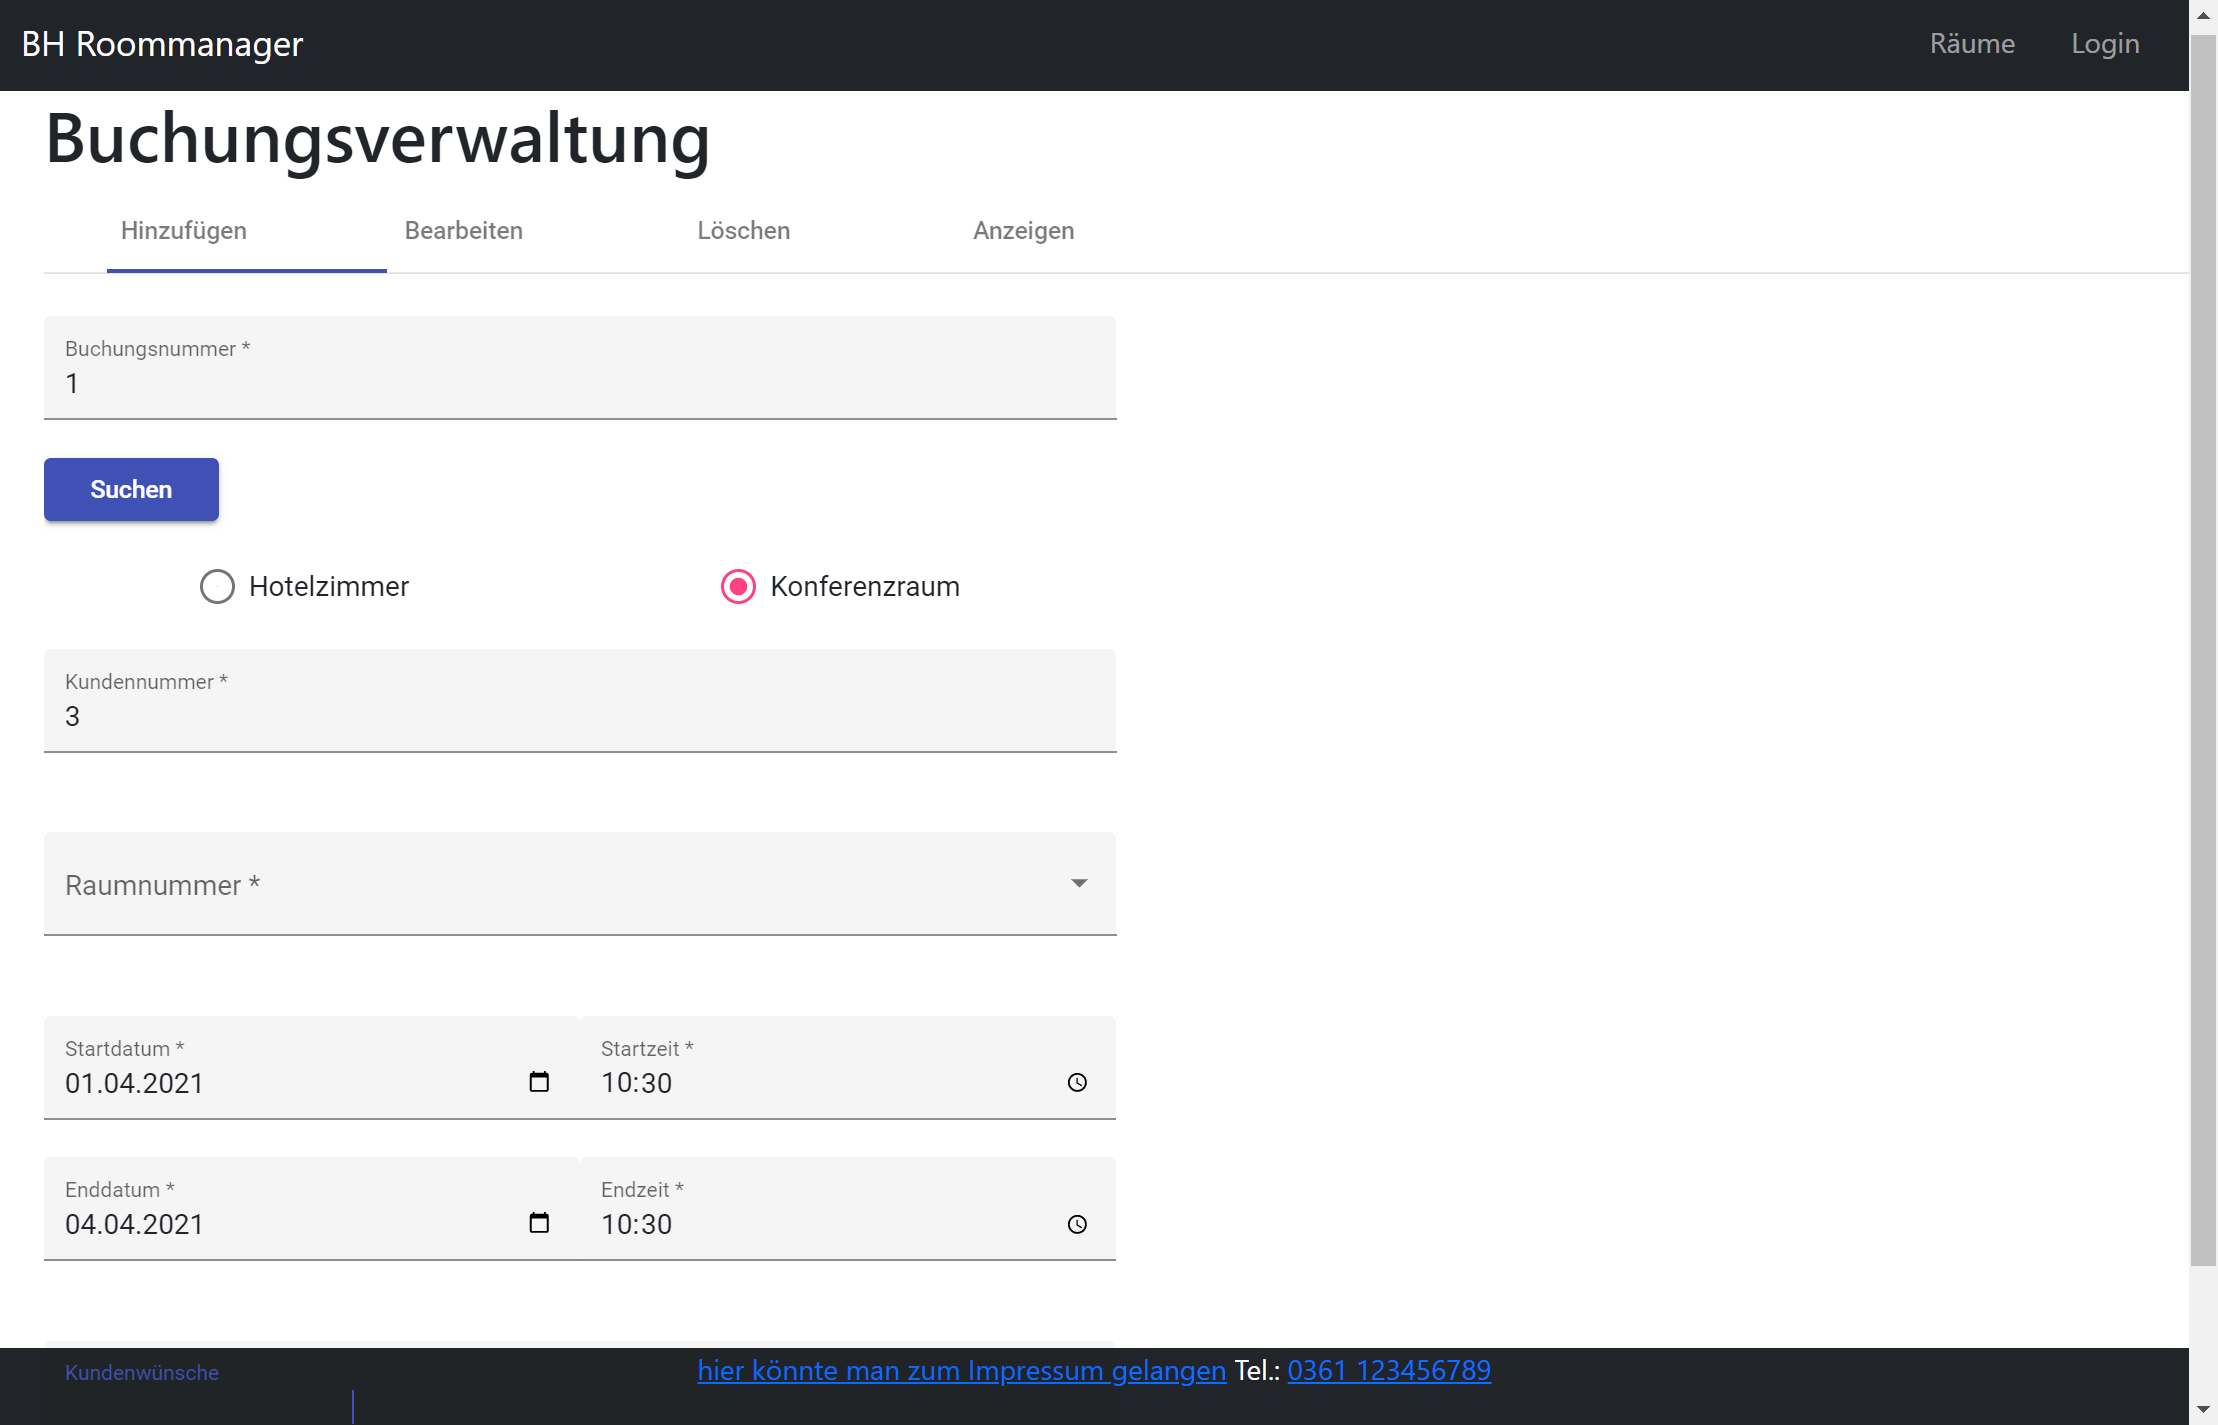 BH Roommanager Räume Login
Buchungsverwaltung
Hinzufügen Bearbeiten Löschen Anzeigen
Buchungsnummer *
1
Suchen
Hotelzimmer Konferenzraum
Kundennummer *
3
Raumnummer *
Startdatum * Startzeit *
01.04.2021 10:30
Enddatum * Endzeit *
04.04.2021 10:30
Kundenwünsche
hier könnte man zum Impressum gelangen Tel.: 0361 123456789